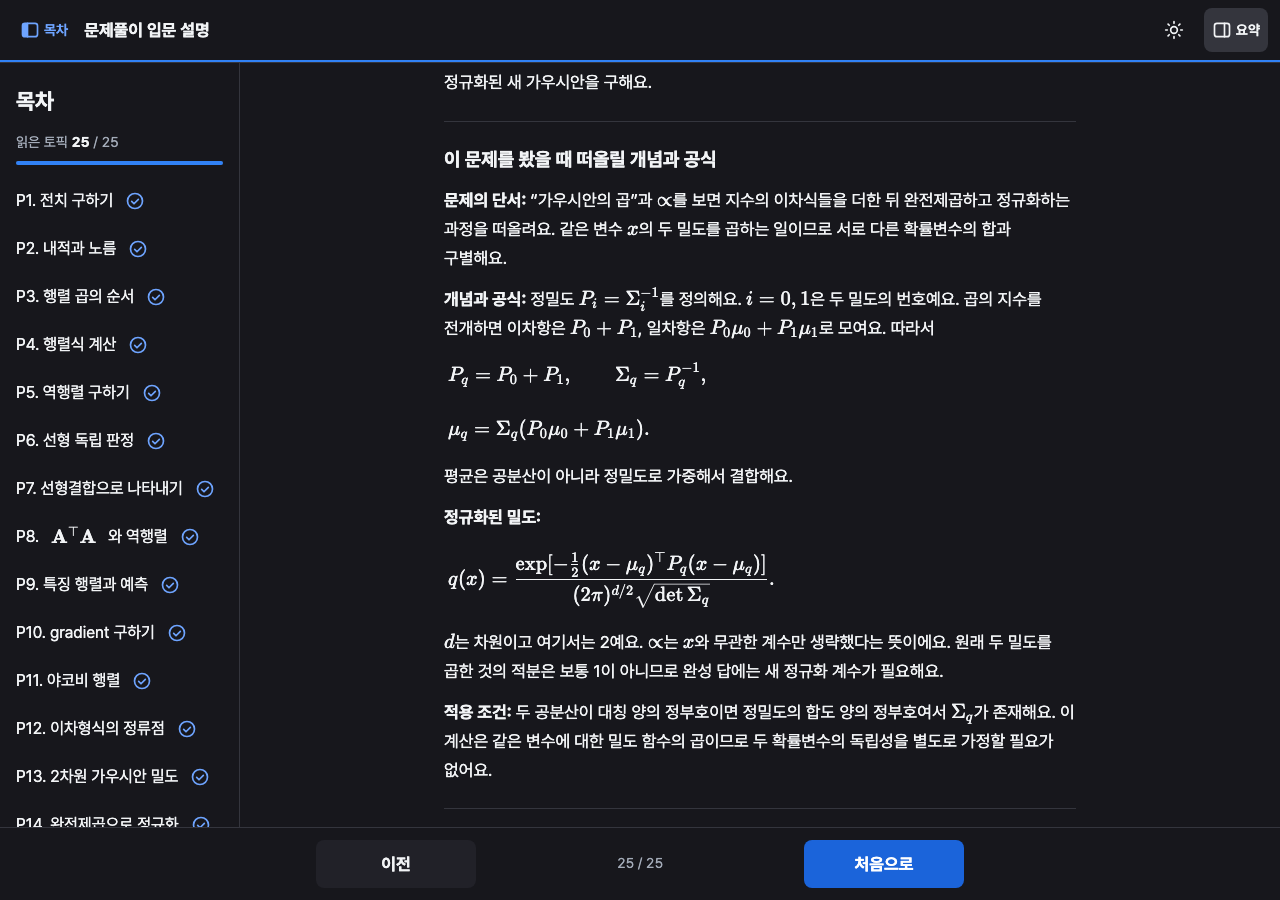 목차 문제풀이 입문 설명 요약
목차
읽은 토픽 25 / 25
P1. 전치 구하기
P2. 내적과 노름
P3. 행렬 곱의 순서
P4. 행렬식 계산
P5. 역행렬 구하기
P6. 선형 독립 판정
P7. 선형결합으로 나타내기
P8. A⊤A 와 역행렬
P9. 특징 행렬과 예측
P10. gradient 구하기
P11. 야코비 행렬
P12. 이차형식의 정류점
P13. 2차원 가우시안 밀도
P14. 완전제곱으로 정규화
정규화된 새 가우시안을 구해요.
이 문제를 봤을 때 떠올릴 개념과 공식
문제의 단서: “가우시안의 곱”과 ∝를 보면 지수의 이차식들을 더한 뒤 완전제곱하고 정규화하는
과정을 떠올려요. 같은 변수 x의 두 밀도를 곱하는 일이므로 서로 다른 확률변수의 합과
구별해요.
개념과 공식: 정밀도 P_i = Σ_i^{-1}를 정의해요. i = 0, 1은 두 밀도의 번호예요. 곱의 지수를
전개하면 이차항은 P_0 + P_1, 일차항은 P_0μ_0 + P_1μ_1로 모여요. 따라서
P_q = P_0 + P_1, Σ_q = P_q^{-1},
μ_q = Σ_q(P_0μ_0 + P_1μ_1).
평균은 공분산이 아니라 정밀도로 가중해서 결합해요.
정규화된 밀도:
q(x) = exp[−1/2(x − μ_q)^⊤P_q(x − μ_q)] / (2π)^{d/2}√det Σ_q.
d는 차원이고 여기서는 2예요. ∝는 x와 무관한 계수만 생략했다는 뜻이에요. 원래 두 밀도를
곱한 것의 적분은 보통 1이 아니므로 완성 답에는 새 정규화 계수가 필요해요.
적용 조건: 두 공분산이 대칭 양의 정부호이면 정밀도의 합도 양의 정부호여서 Σ_q가 존재해요. 이
계산은 같은 변수에 대한 밀도 함수의 곱이므로 두 확률변수의 독립성을 별도로 가정할 필요가
없어요.
이전 25 / 25 처음으로